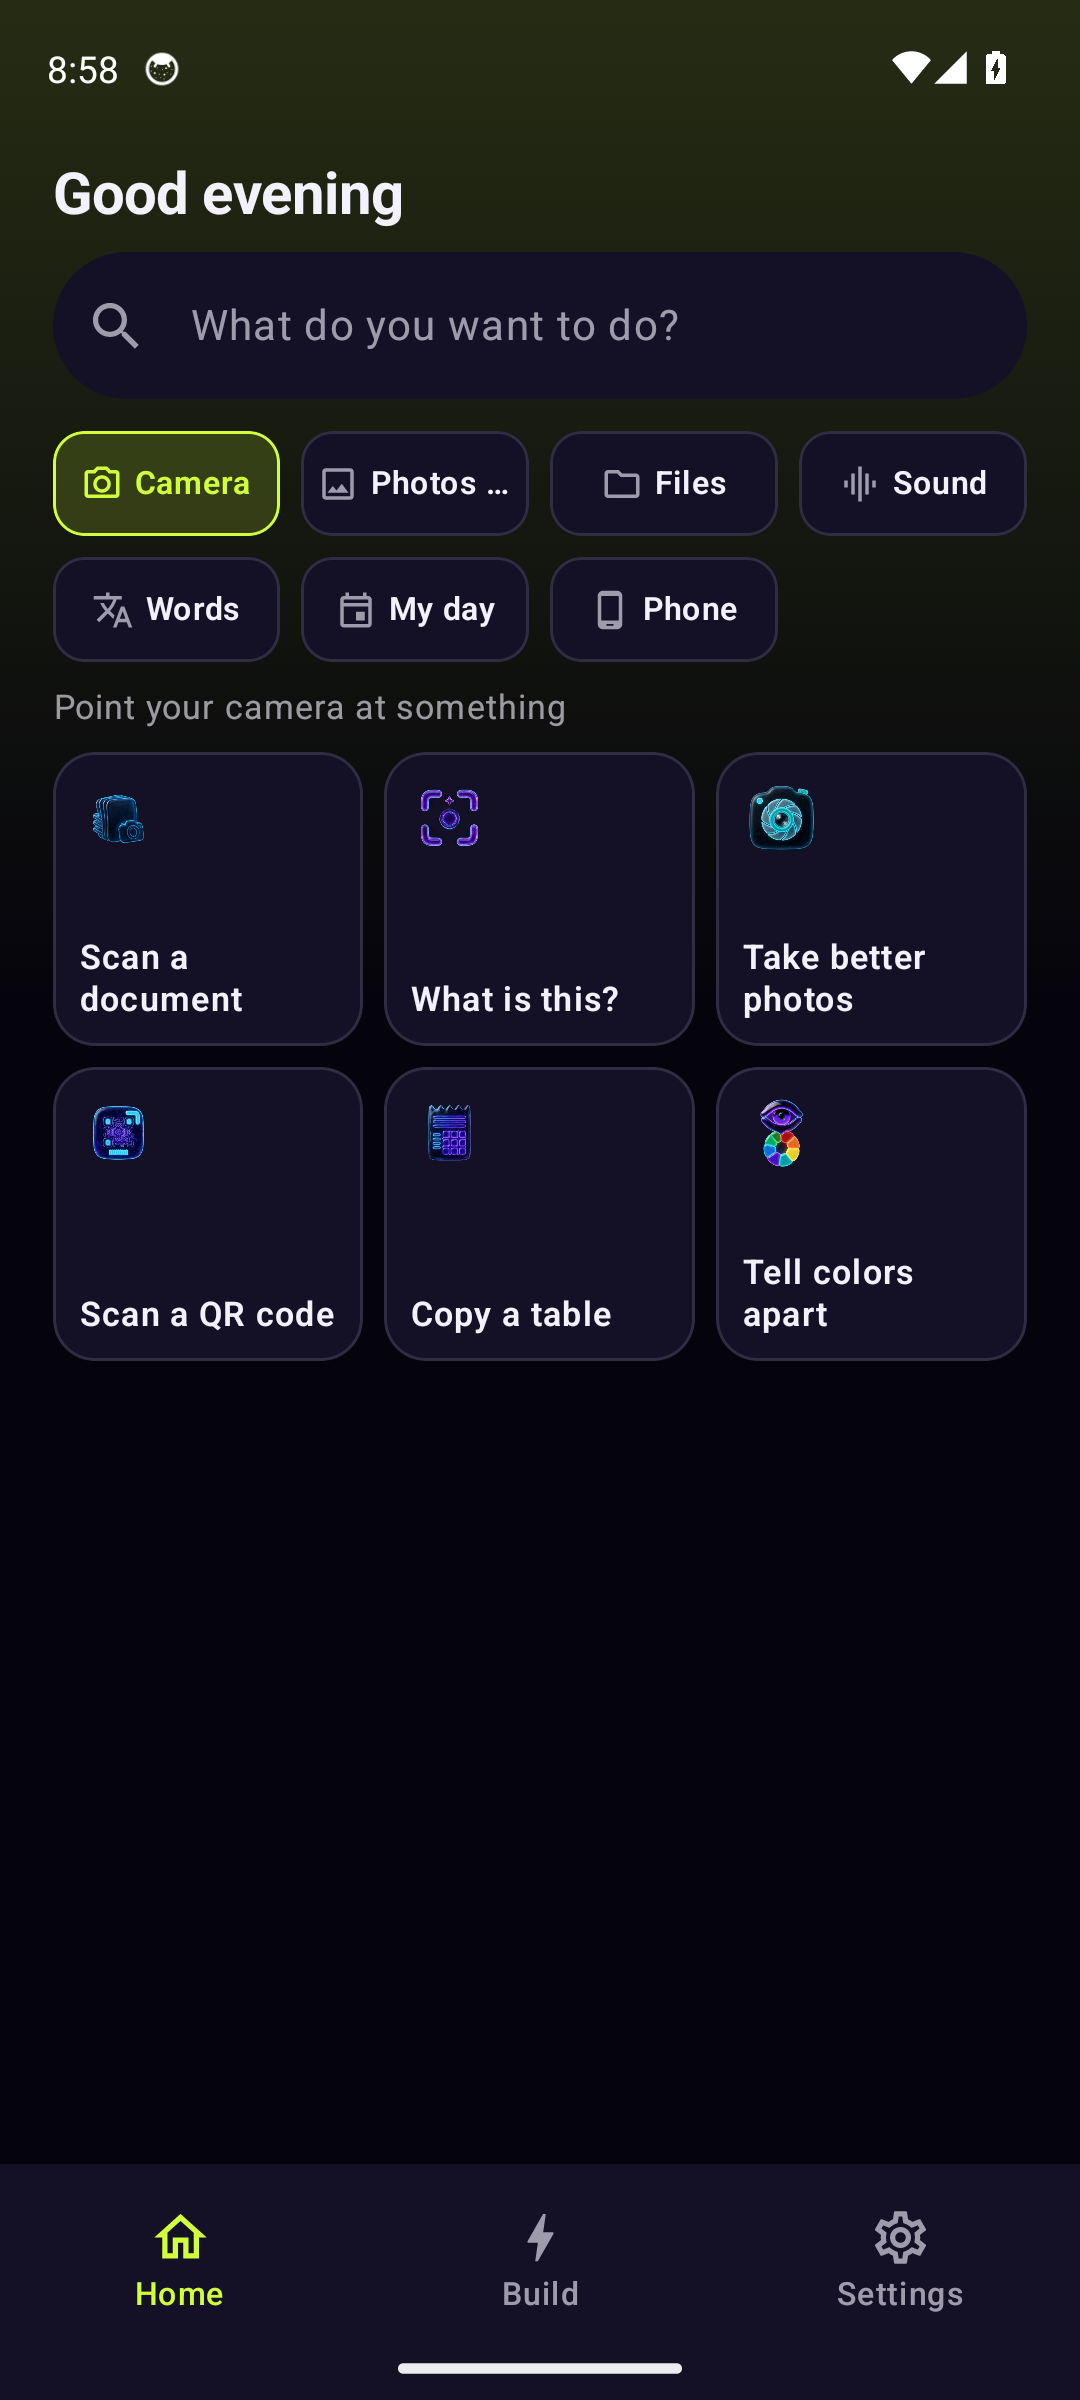 8:58
Good evening
What do you want to do?
Camera
Photos ...
Files
Sound
Words
My day
Phone
Point your camera at something
Scan a
document
What is this?
Take better
photos
Scan a QR code
Copy a table
Tell colors
apart
Home
Build
Settings